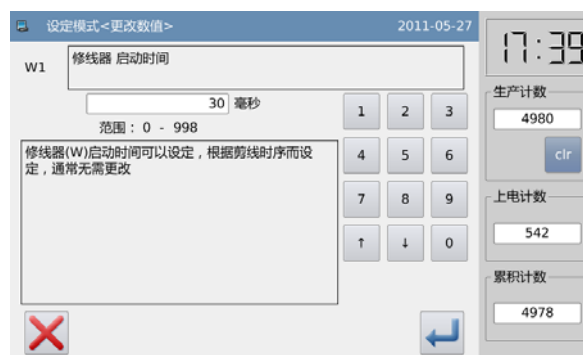 设定模式<更改数值>
2011-05-27
17:39
W1
修线器 启动时间
30 毫秒
范围：0 - 998
修线器(W)启动时间可以设定，根据剪线时序而设
定，通常无需更改
1 2 3
4 5 6
7 8 9
↑ ↓ 0
生产计数
4980
clr
上电计数
542
累积计数
4978